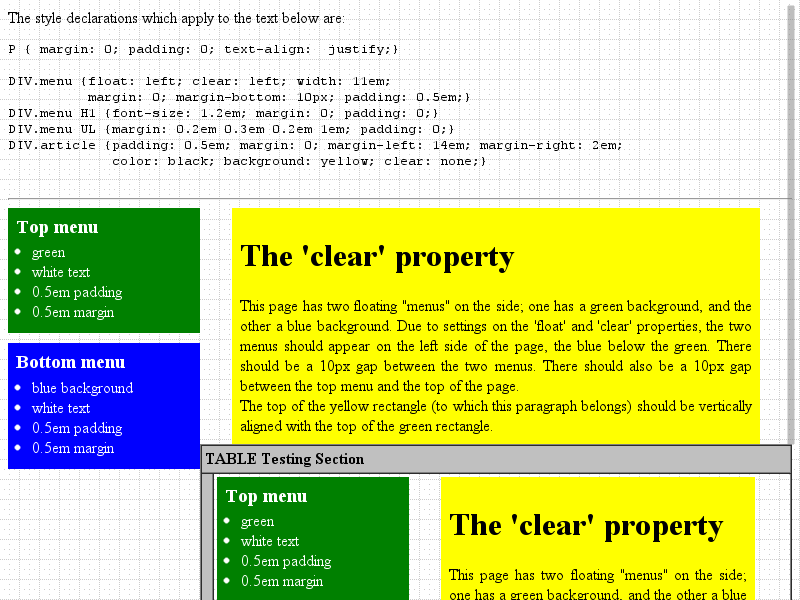 The style declarations which apply to the text below are:
P { margin: 0; padding: 0; text-align:  justify;}
DIV.menu {float: left; clear: left; width: 11em;
margin: 0; margin-bottom: 10px; padding: 0.5em;}
DIV.menu H1 {font-size: 1.2em; margin: 0; padding: 0;}
DIV.menu UL {margin: 0.2em 0.3em 0.2em 1em; padding: 0;}
DIV.article {padding: 0.5em; margin: 0; margin-left: 14em; margin-right: 2em;
color: black; background: yellow; clear: none;}
Top menu
green
white text
0.5em padding
0.5em margin
Bottom menu
blue background
white text
0.5em padding
0.5em margin
The 'clear' property
This page has two floating "menus" on the side; one has a green background, and the
other a blue background. Due to settings on the 'float' and 'clear' properties, the two
menus should appear on the left side of the page, the blue below the green. There
should be a 10px gap between the two menus. There should also be a 10px gap
between the top menu and the top of the page.
The top of the yellow rectangle (to which this paragraph belongs) should be vertically
aligned with the top of the green rectangle.
TABLE Testing Section
Top menu
green
white text
0.5em padding
0.5em margin
The 'clear' property
This page has two floating "menus" on the side;
one has a green background, and the other a blue